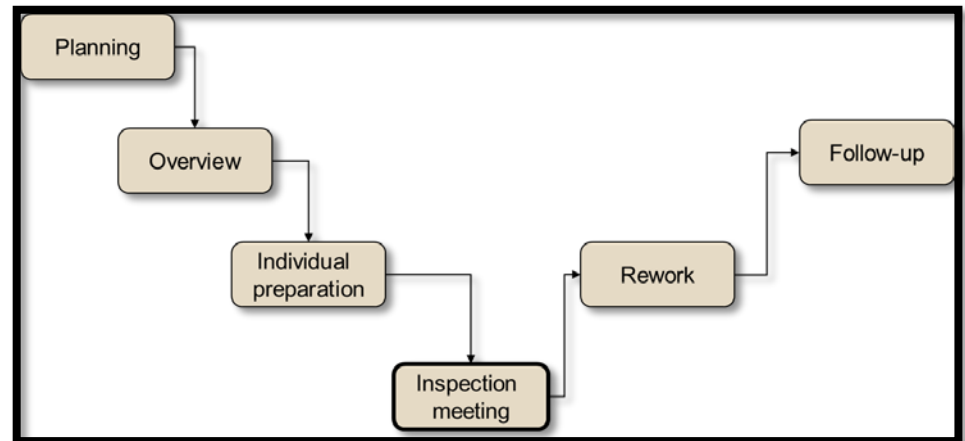 Planning
Overview
Follow-up
Individual
preparation
Rework
Inspection
meeting